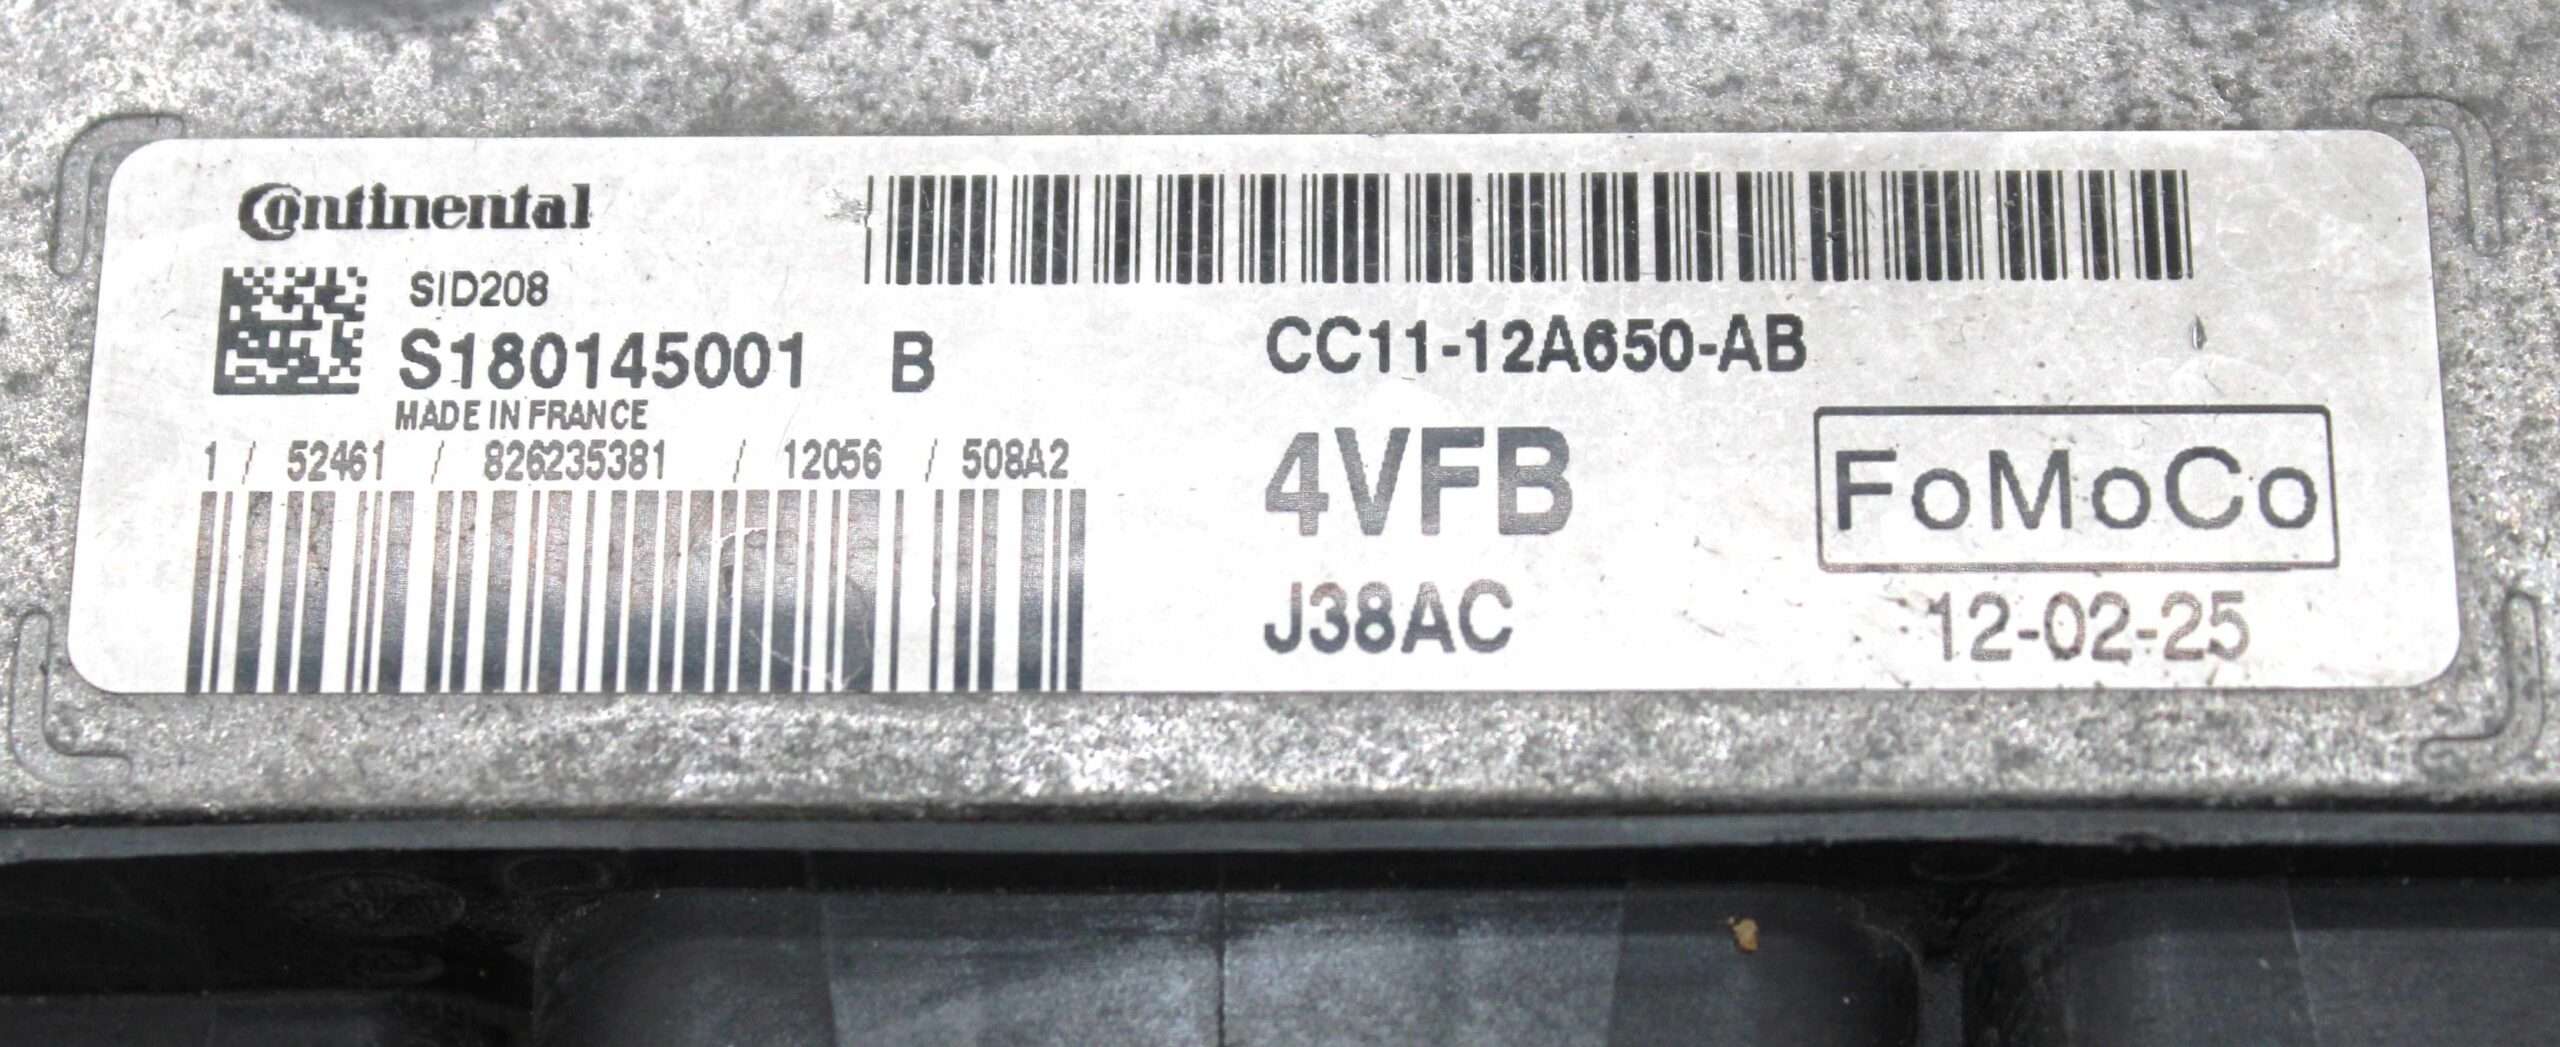 Continental
SID208
S180145001 B
MADE IN FRANCE
1 / 52461 / 826235381 / 12056 / 508A2
CC11-12A650-AB
4VFB
FoMoCo
J38AC
12-02-25